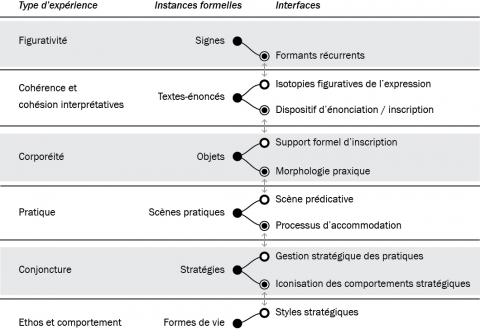 Type d’expérience Instances formelles Interfaces
Figurativité Signes
Formants récurrents
Isotopies figuratives de l’expression
Cohérence et
cohésion interprétatives Textes-énoncés
Dispositif d’énonciation / inscription
Support formel d’inscription
Corporéité Objets
Morphologie praxique
Scène prédicative
Pratique Scènes pratiques
Processus d’accommodation
Gestion stratégique des pratiques
Conjoncture Stratégies
Iconisation des comportements stratégiques
Styles stratégiques
Ethos et comportement Formes de vie